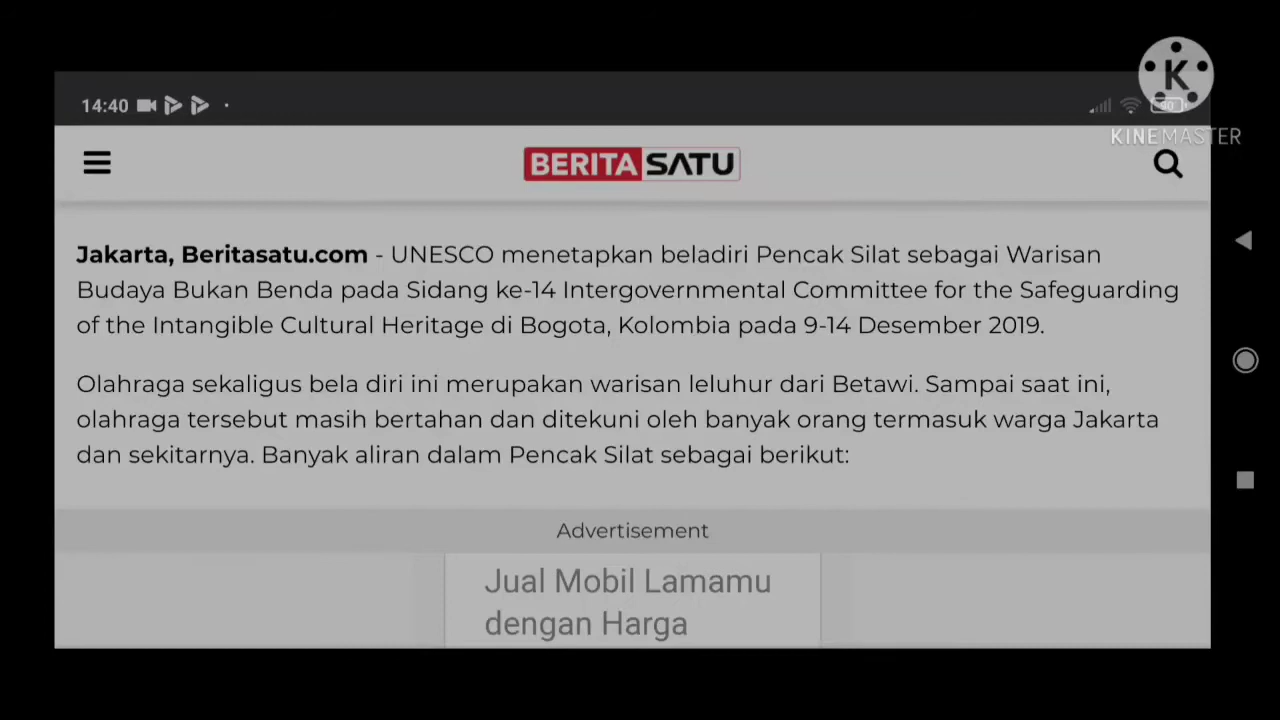 14:40
KINEMASTER
BERITA SATU
Jakarta, Beritasatu.com - UNESCO menetapkan beladiri Pencak Silat sebagai Warisan
Budaya Bukan Benda pada Sidang ke-14 Intergovernmental Committee for the Safeguarding
of the Intangible Cultural Heritage di Bogota, Kolombia pada 9-14 Desember 2019.
Olahraga sekaligus bela diri ini merupakan warisan leluhur dari Betawi. Sampai saat ini,
olahraga tersebut masih bertahan dan ditekuni oleh banyak orang termasuk warga Jakarta
dan sekitarnya. Banyak aliran dalam Pencak Silat sebagai berikut:
Advertisement
Jual Mobil Lamamu
dengan Harga